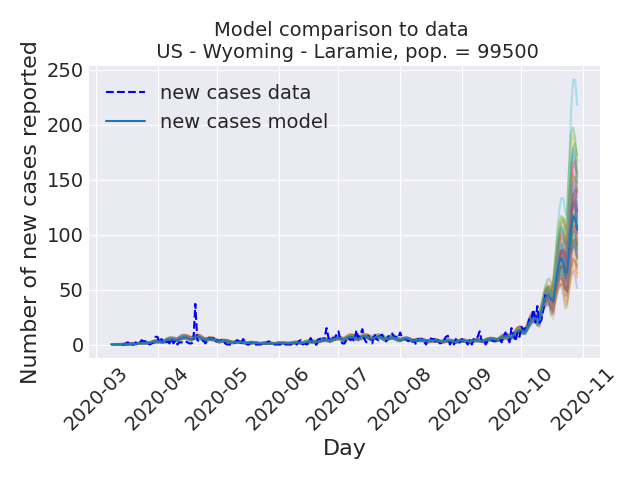 Model comparison to data
US - Wyoming - Laramie, pop. = 99500
Number of new cases reported
250
200
150
100
50
0
new cases data
new cases model
2020-03
2020-04
2020-05
2020-06
2020-07
2020-08
2020-09
2020-10
2020-11
Day